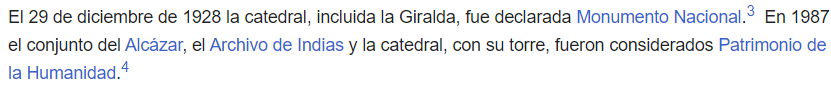 El 29 de diciembre de 1928 la catedral, incluida la Giralda, fue declarada Monumento Nacional.3 En 1987
el conjunto del Alcázar, el Archivo de Indias y la catedral, con su torre, fueron considerados Patrimonio de
la Humanidad.4